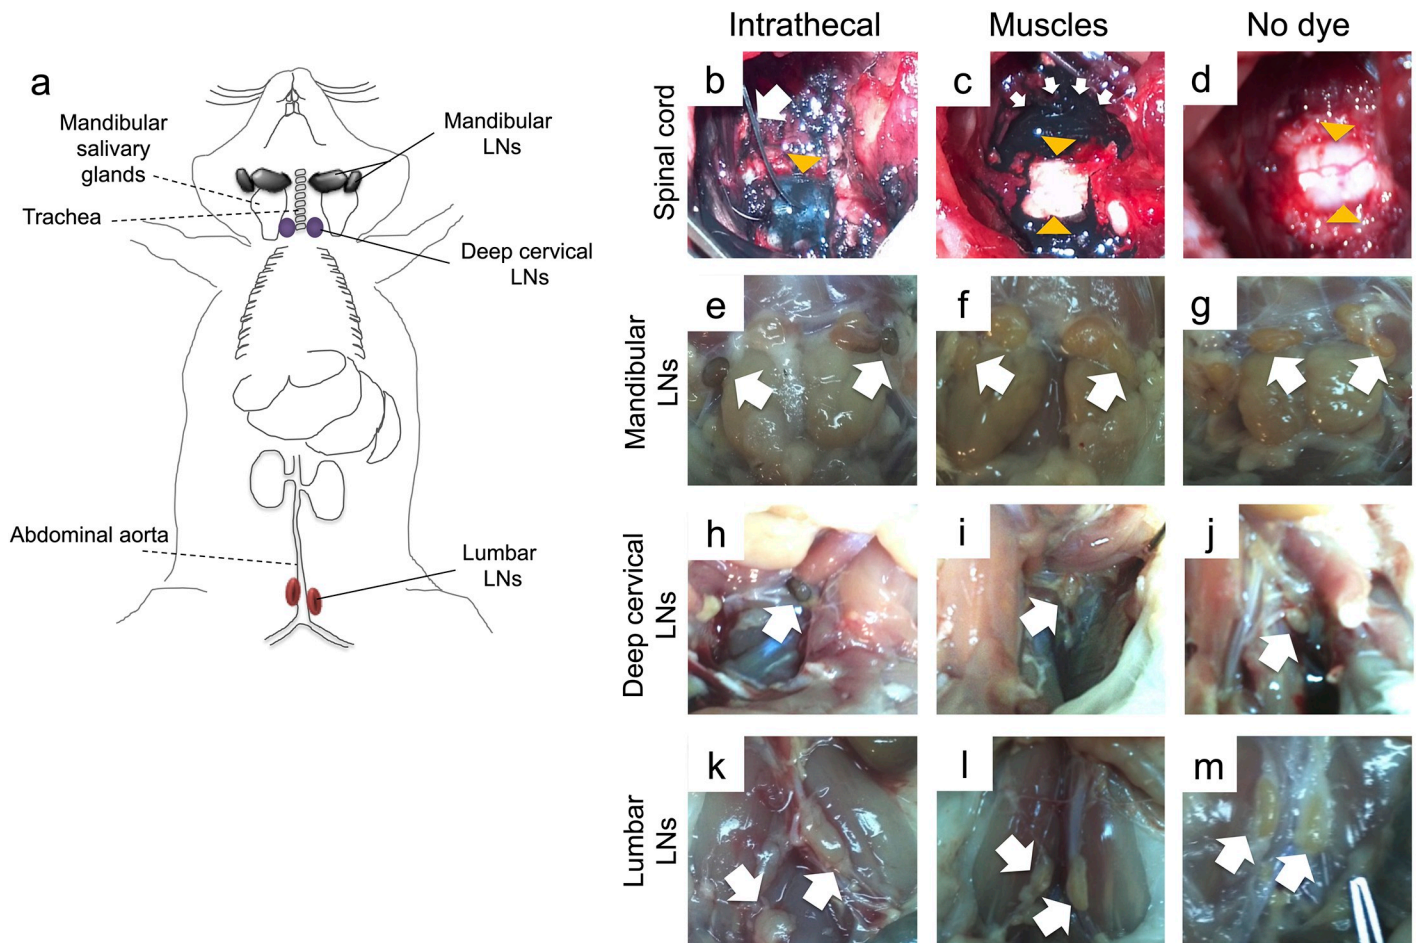 a
Mandibular
salivary
glands
Trachea
Mandibular
LNs
Deep cervical
LNs
Abdominal aorta
Lumbar
LNs
Intrathecal
Muscles
No dye
Spinal cord
b
c
d
Mandibular
LNs
e
f
g
Deep cervical
LNs
h
i
j
Lumbar
LNs
k
l
m